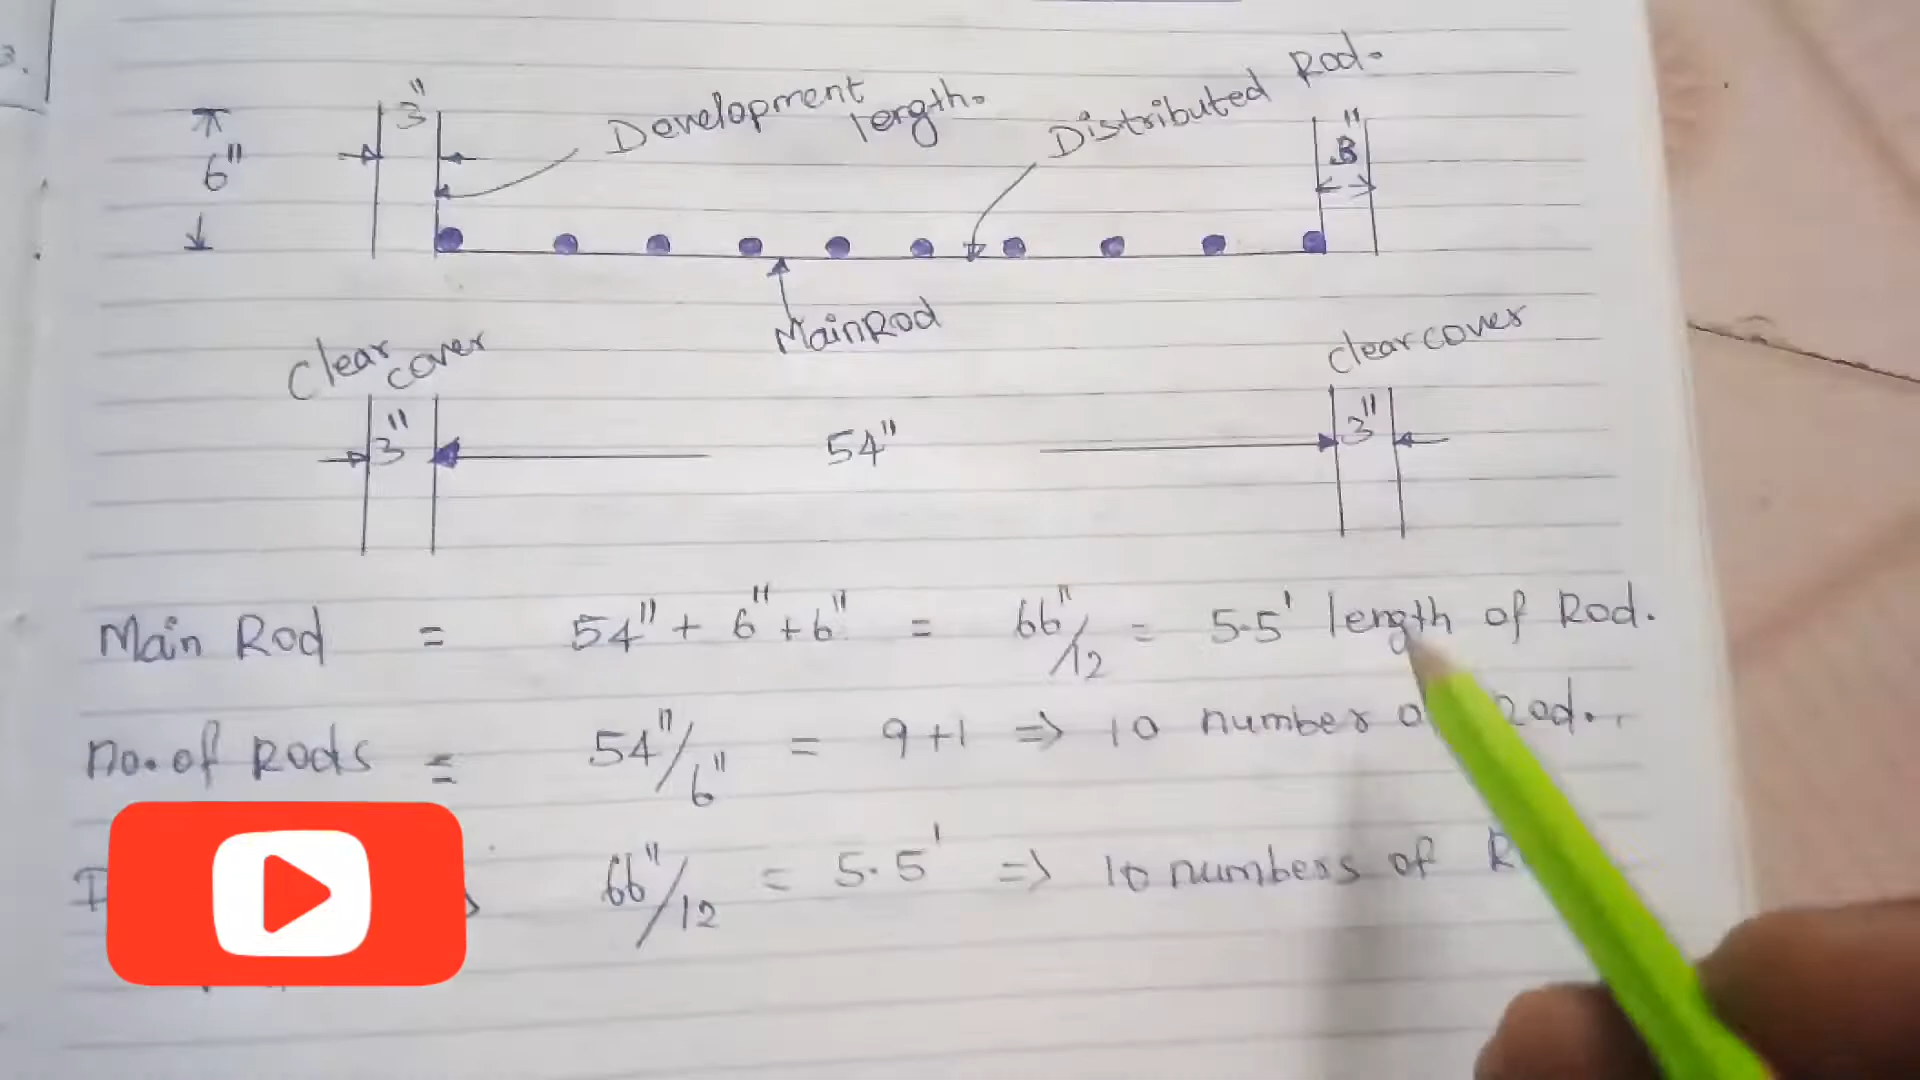 3.
3"
Development
length.
Distributed Rod.
3"
6"
Main Rod
Clear
cover
clear cover
3"
54"
3"
Main Rod = 54" + 6" + 6" = 66"/12 = 5.5' length of Rod.
no. of Rods = 54"/6" = 9+1 => 10 number Rod.
66"/12 = 5.5' => 10 numbers of